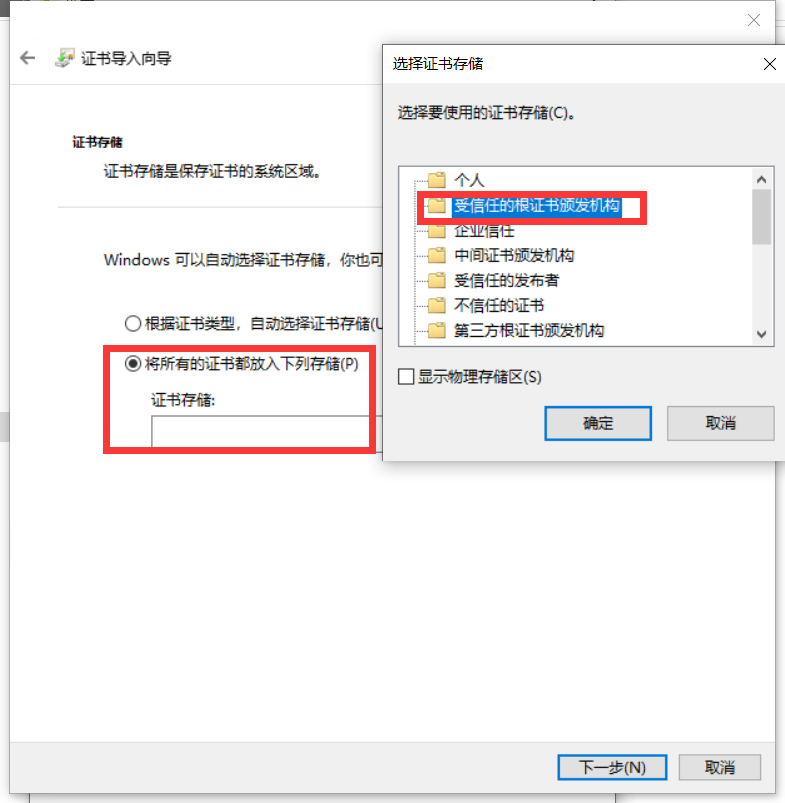 证书导入向导
证书存储
证书存储是保存证书的系统区域。
Windows 可以自动选择证书存储，你也可
根据证书类型，自动选择证书存储(U
将所有的证书都放入下列存储(P)
证书存储:
下一步(N)
取消
选择证书存储
选择要使用的证书存储(C)。
个人
受信任的根证书颁发机构
企业信任
中间证书颁发机构
受信任的发布者
不信任的证书
第三方根证书颁发机构
显示物理存储区(S)
确定
取消